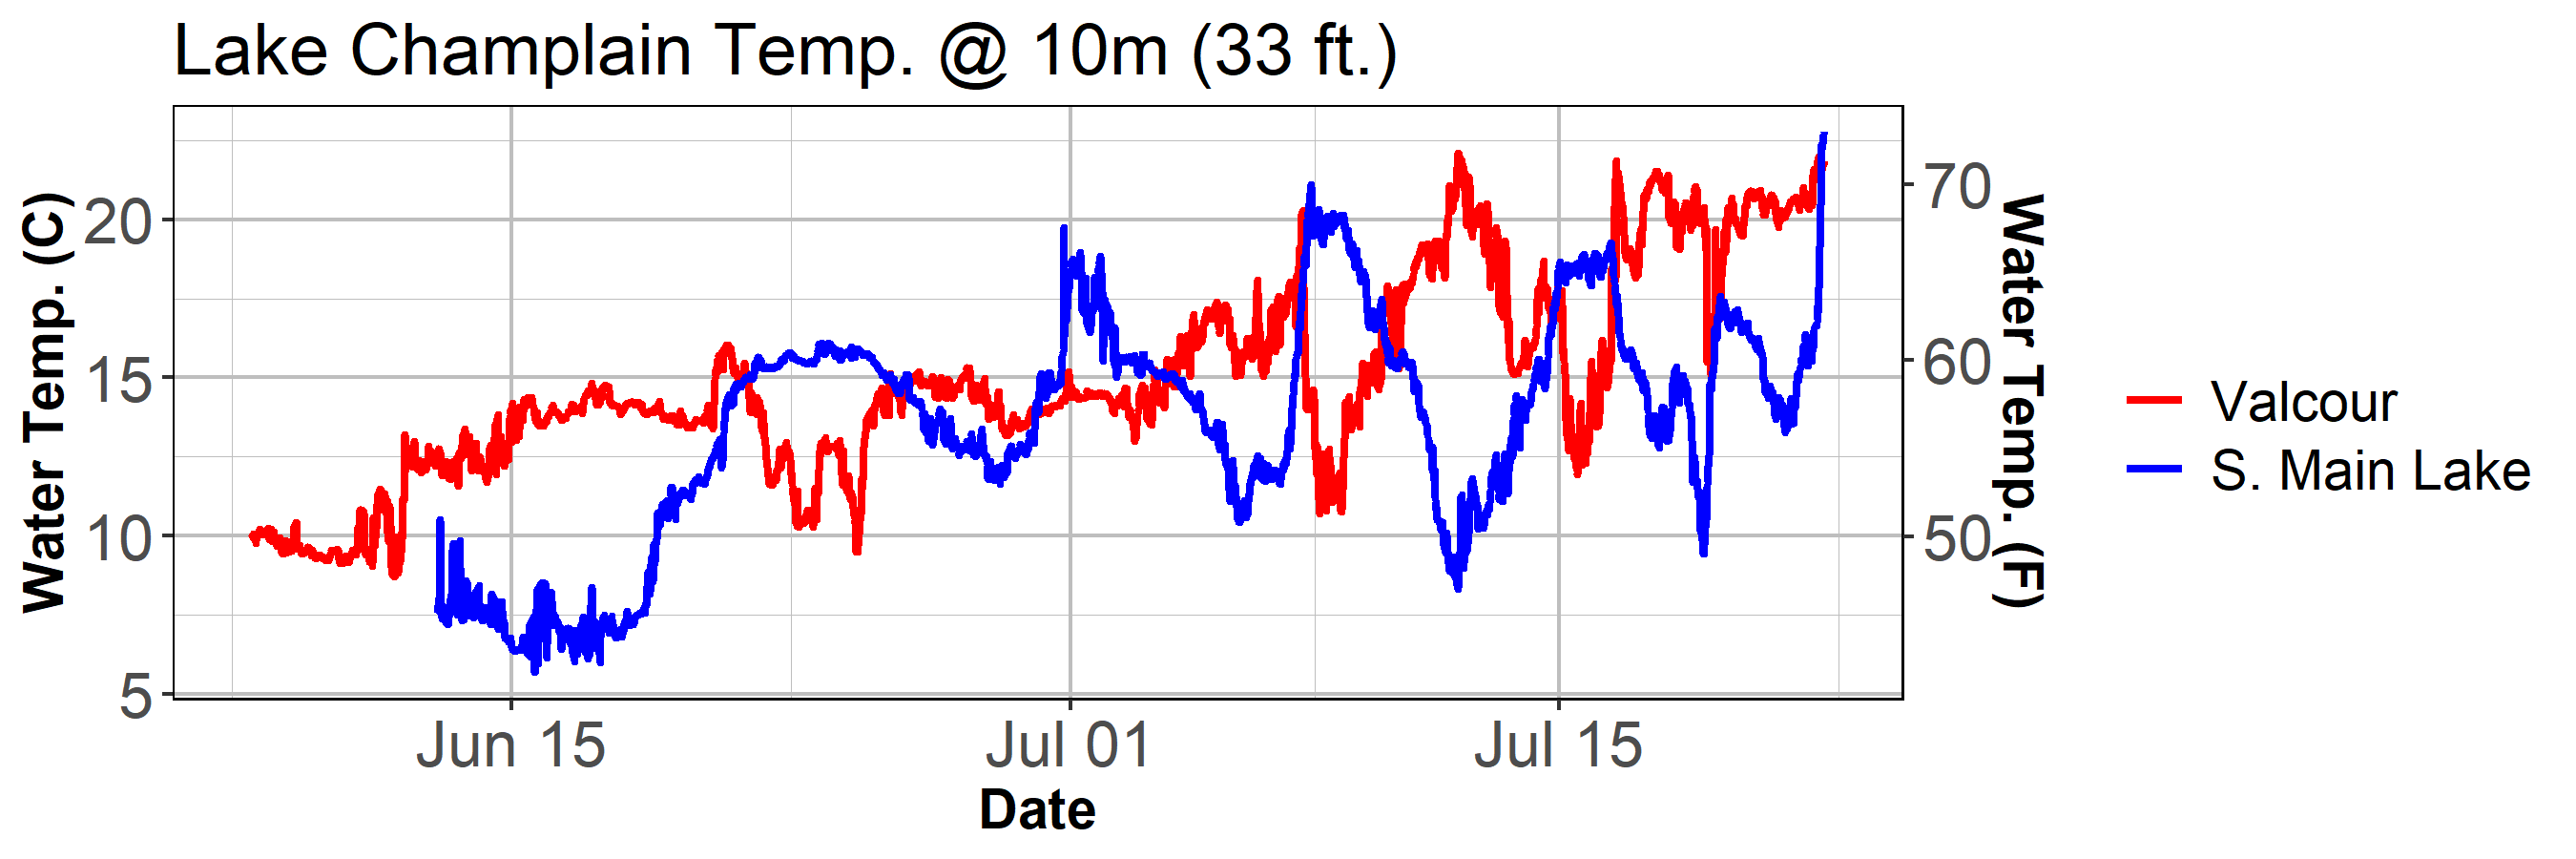 Lake Champlain Temp. @ 10m (33 ft.)
Water Temp. (C)
20
15
10
5
70
60
50
Water Temp. (F)
Jun 15
Jul 01
Jul 15
Date
Valcour
S. Main Lake